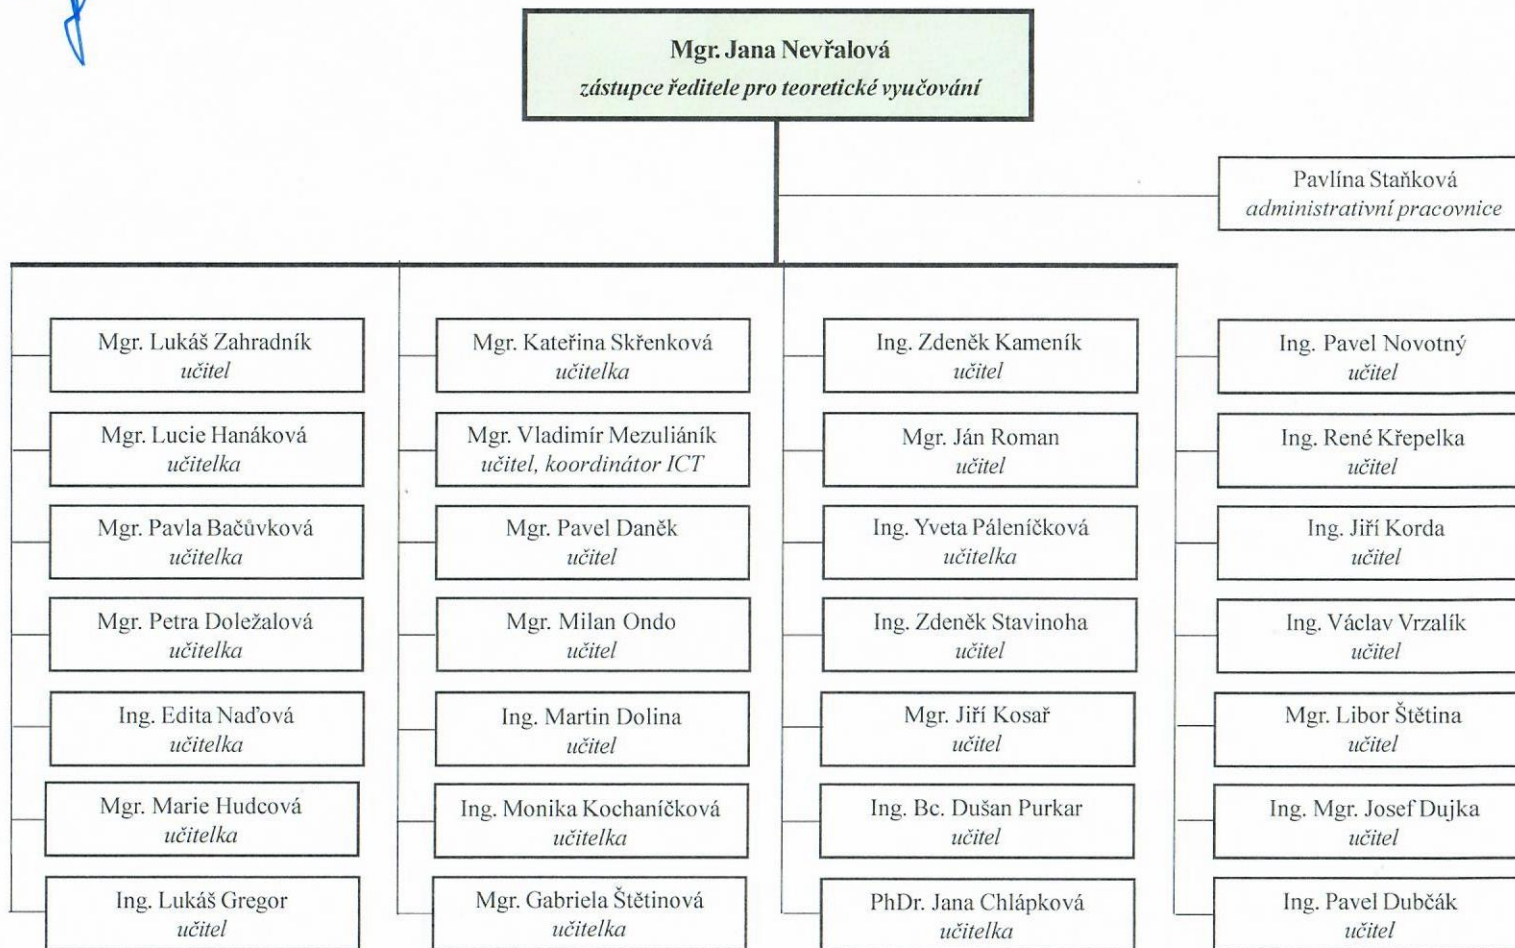 Mgr. Jana Nevřalová
zástupce ředitele pro teoretické vyučování
Pavlína Staňková
administrativní pracovnice
Mgr. Lukáš Zahradník
učitel
Mgr. Lucie Hanáková
učitelka
Mgr. Pavla Bačůvková
učitelka
Mgr. Petra Doležalová
učitelka
Ing. Edita Naďová
učitelka
Mgr. Marie Hudcová
učitelka
Ing. Lukáš Gregor
učitel
Mgr. Kateřina Skřenková
učitelka
Mgr. Vladimír Mezuliáník
učitel, koordinátor ICT
Mgr. Pavel Daněk
učitel
Mgr. Milan Ondo
učitel
Ing. Martin Dolina
učitel
Ing. Monika Kochaníčková
učitelka
Mgr. Gabriela Štětinová
učitelka
Ing. Zdeněk Kameník
učitel
Mgr. Ján Roman
učitel
Ing. Yveta Páleníčková
učitelka
Ing. Zdeněk Stavinoha
učitel
Mgr. Jiří Kosař
učitel
Ing. Bc. Dušan Purkar
učitel
PhDr. Jana Chlápková
učitelka
Ing. Pavel Novotný
učitel
Ing. René Křepelka
učitel
Ing. Jiří Korda
učitel
Ing. Václav Vrzalík
učitel
Mgr. Libor Štětina
učitel
Ing. Mgr. Josef Dujka
učitel
Ing. Pavel Dubčák
učitel